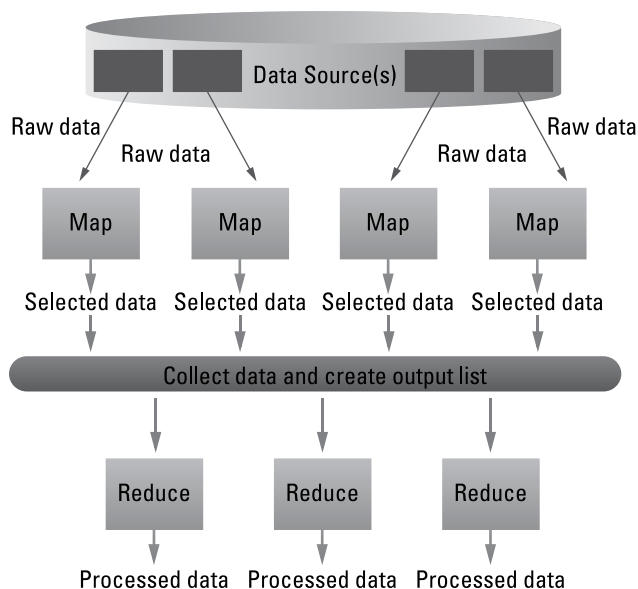 Data Source(s)
Raw data
Raw data
Raw data
Raw data
Map
Map
Map
Map
Selected data
Selected data
Selected data
Selected data
Collect data and create output list
Reduce
Reduce
Reduce
Processed data
Processed data
Processed data